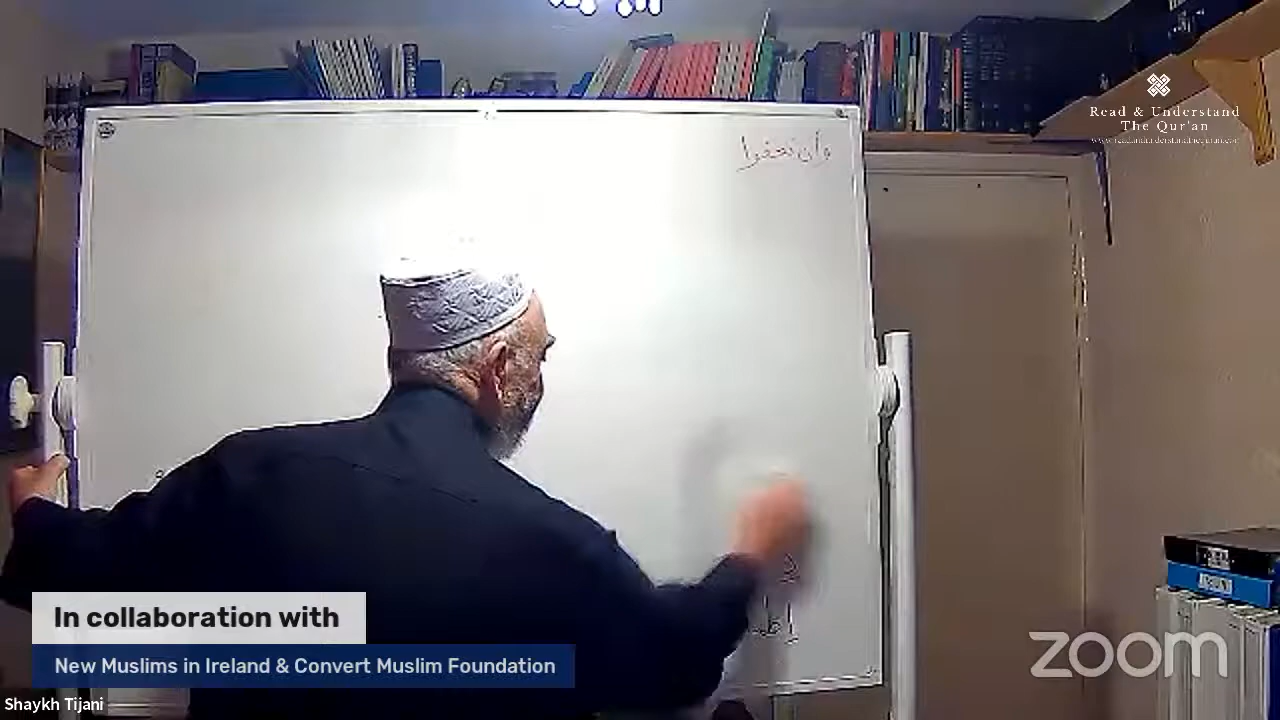 Read & Understand
The Qur'an
وأن تعفوا
In collaboration with
New Muslims in Ireland & Convert Muslim Foundation
zoom
Shaykh Tijani